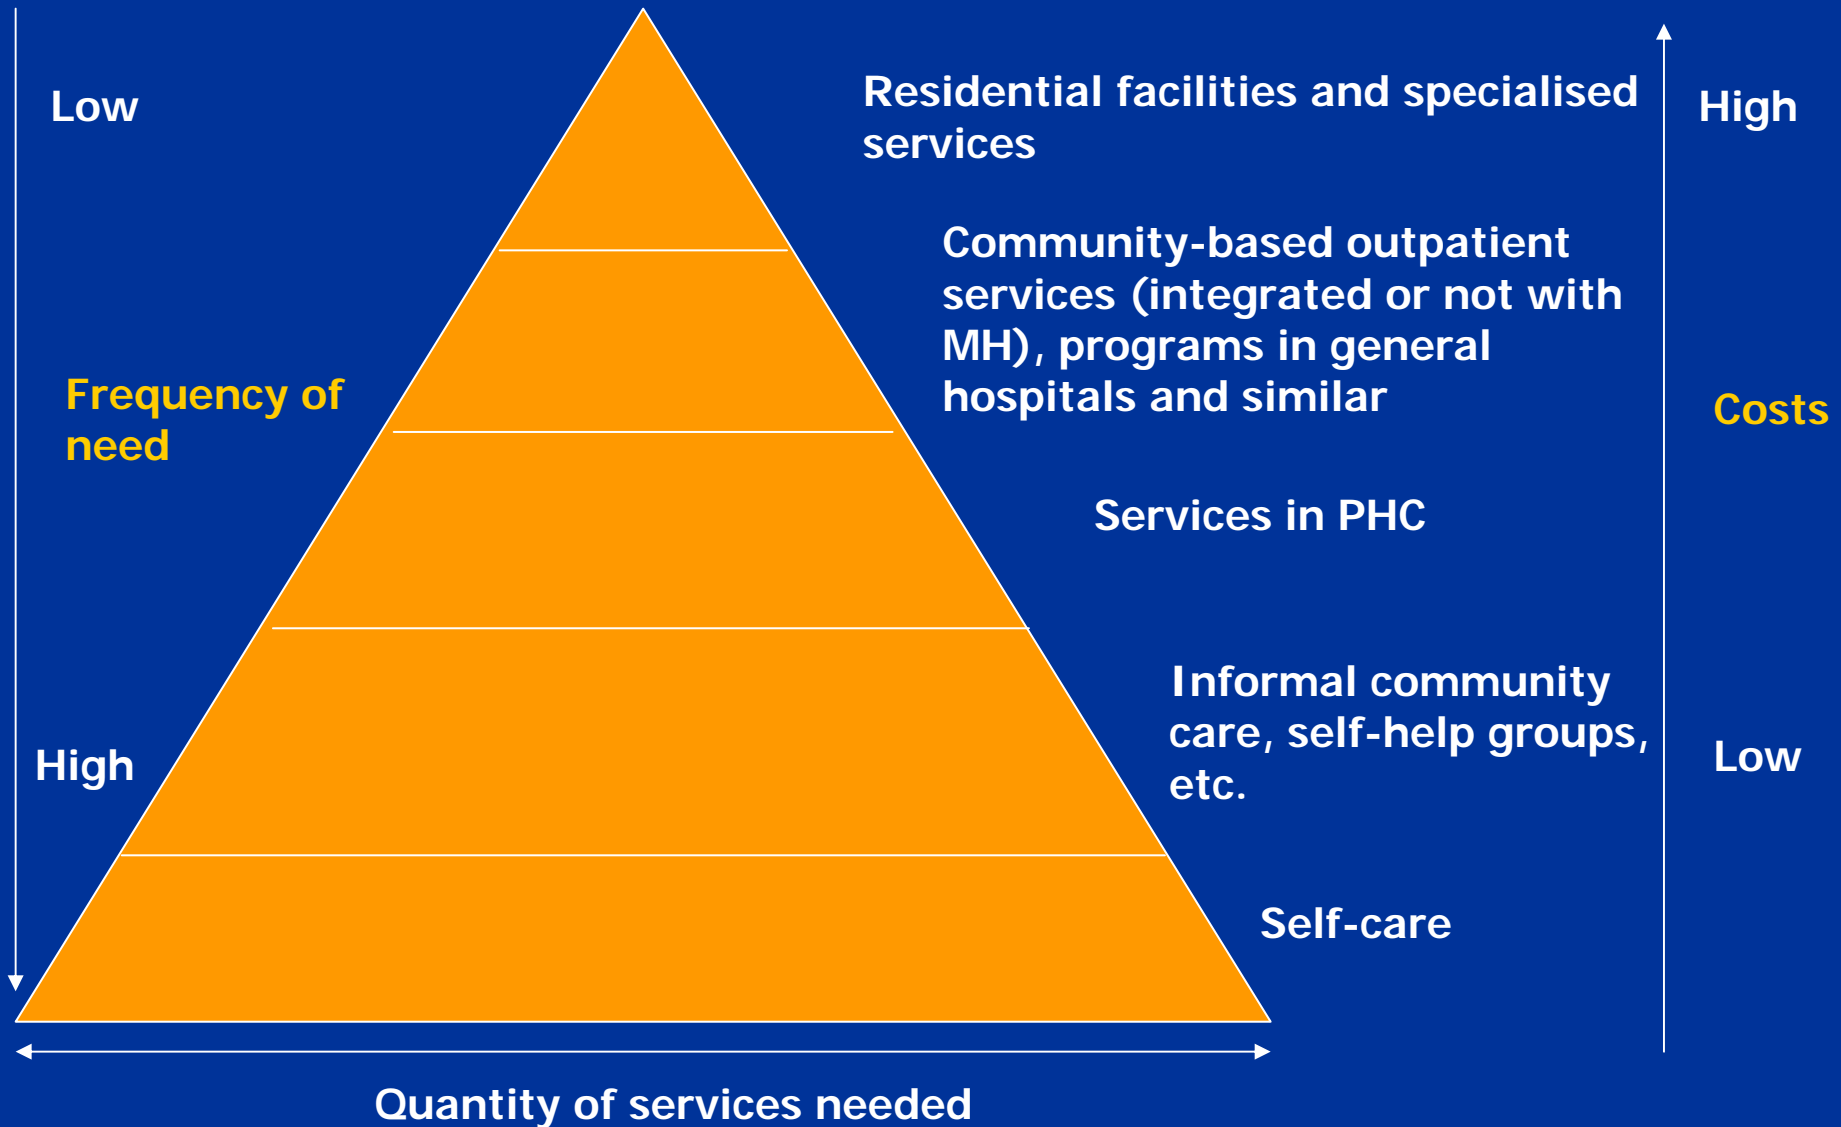 Low
Residential facilities and specialised
services
High
Community-based outpatient
services (integrated or not with
MH), programs in general
hospitals and similar
Frequency of
need
Costs
Services in PHC
Informal community
care, self-help groups,
etc.
High
Low
Self-care
Quantity of services needed